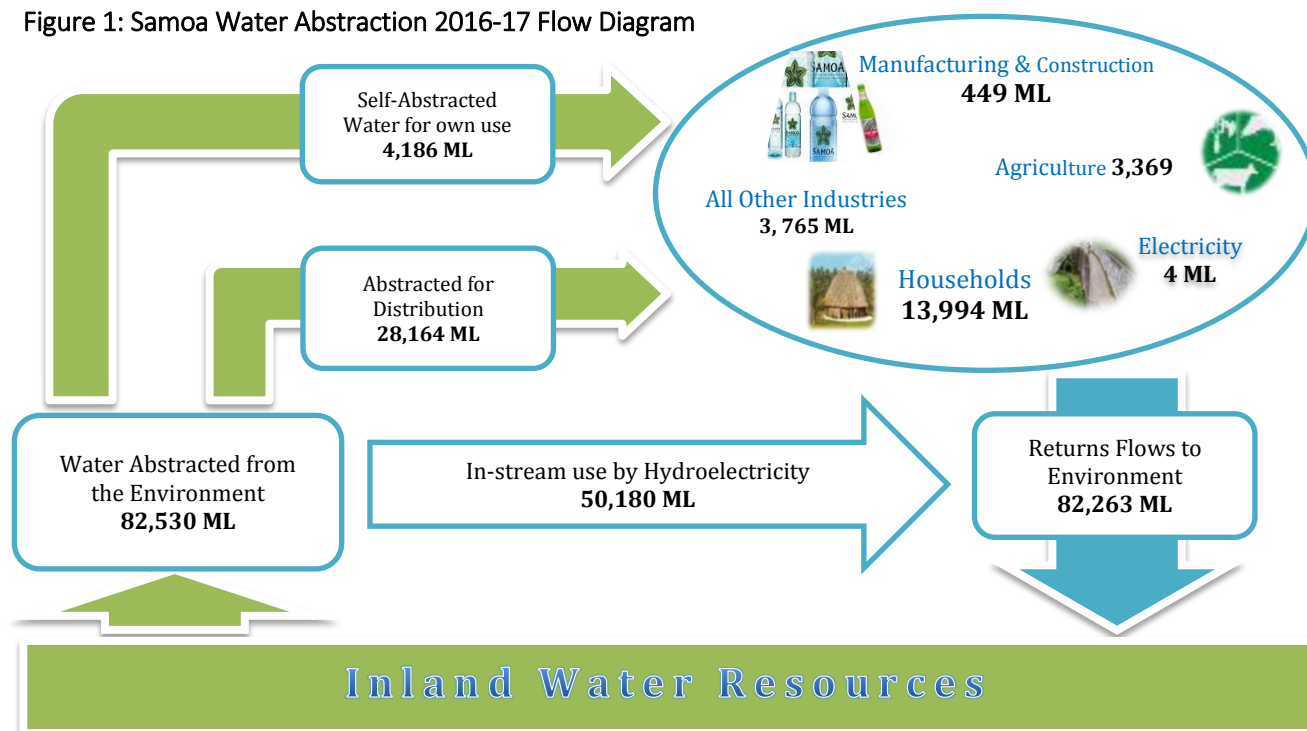 Figure 1: Samoa Water Abstraction 2016-17 Flow Diagram
Self-Abstracted
Water for own use
4,186 ML
Manufacturing & Construction
449 ML
SAMOA
SAMOA
Agriculture 3,369
All Other Industries
3, 765 ML
Electricity
4 ML
Households
13,994 ML
Abstracted for
Distribution
28,164 ML
Water Abstracted from
the Environment
82,530 ML
In-stream use by Hydroelectricity
50,180 ML
Returns Flows to
Environment
82,263 ML
Inland Water Resources